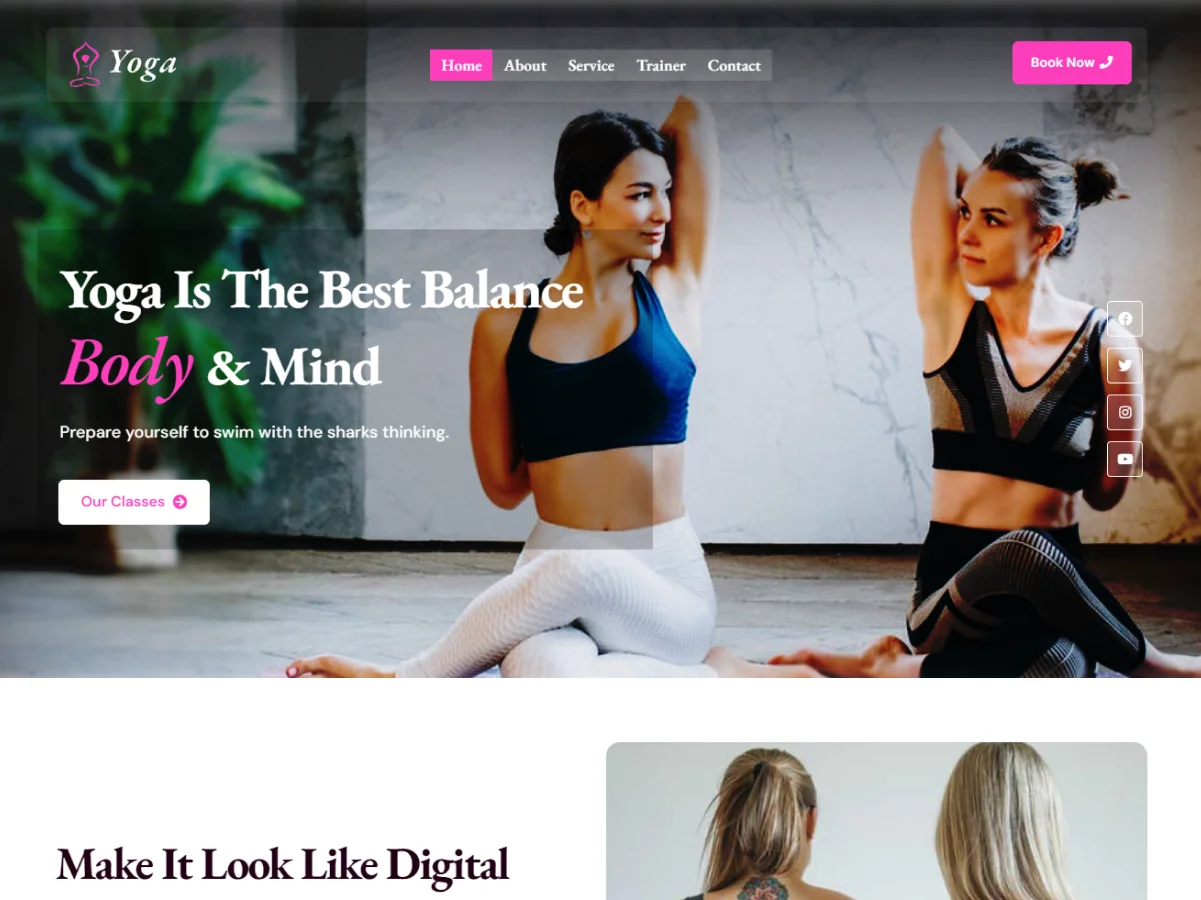 Yoga
Home About Service Trainer Contact
Book Now
Yoga Is The Best Balance
Body & Mind
Prepare yourself to swim with the sharks thinking.
Our Classes
Make It Look Like Digital